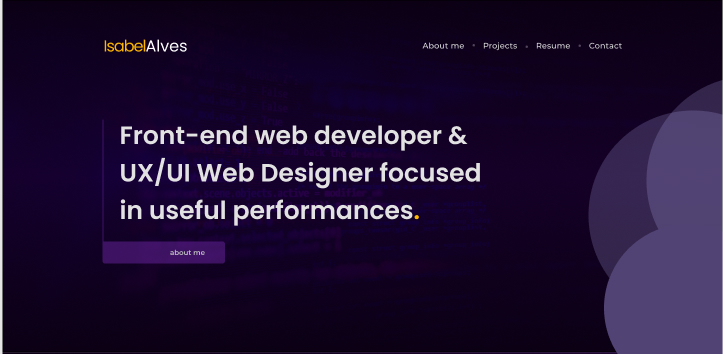 IsabelAlves
About me • Projects • Resume • Contact
Front-end web developer &
UX/UI Web Designer focused
in useful performances.
about me